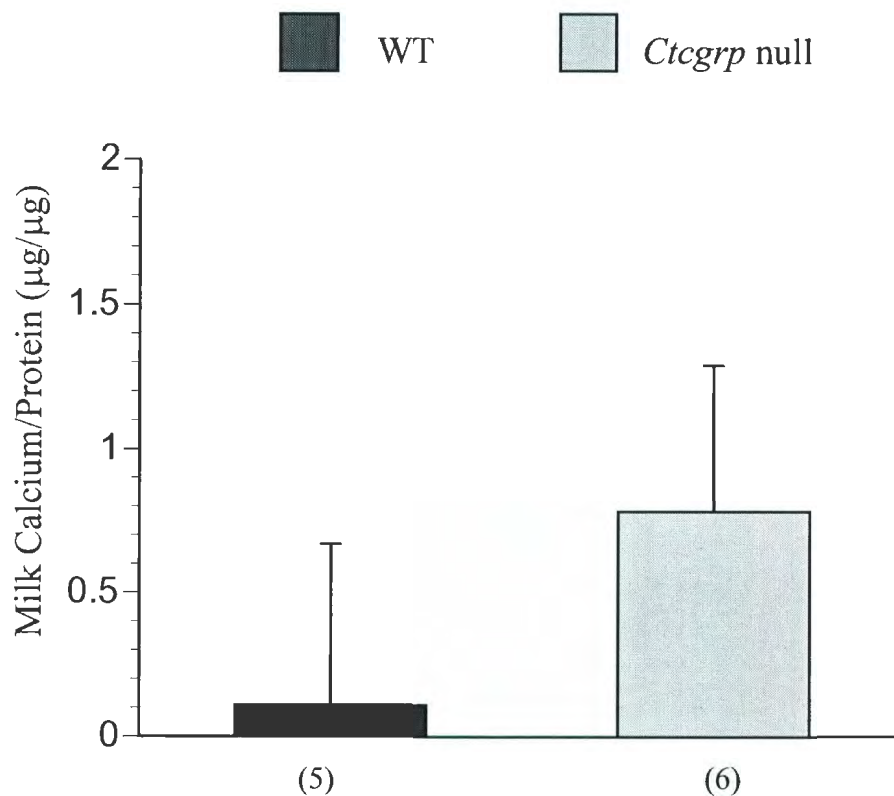 WT
Ctcgrp null
Milk Calcium/Protein (µg/µg)
2
1.5
1
0.5
0
(5)
(6)